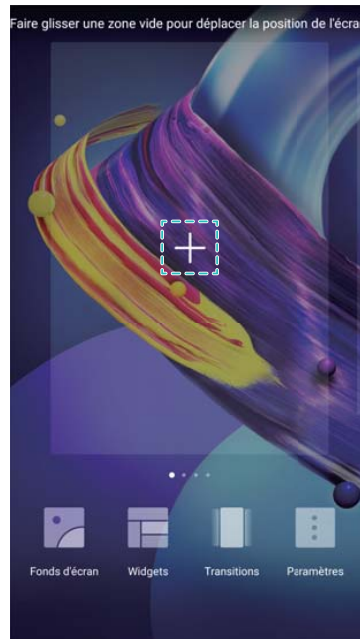 Faire glisser une zone vide pour déplacer la position de l'écra
Fonds d'écran
Widgets
Transitions
Paramètres